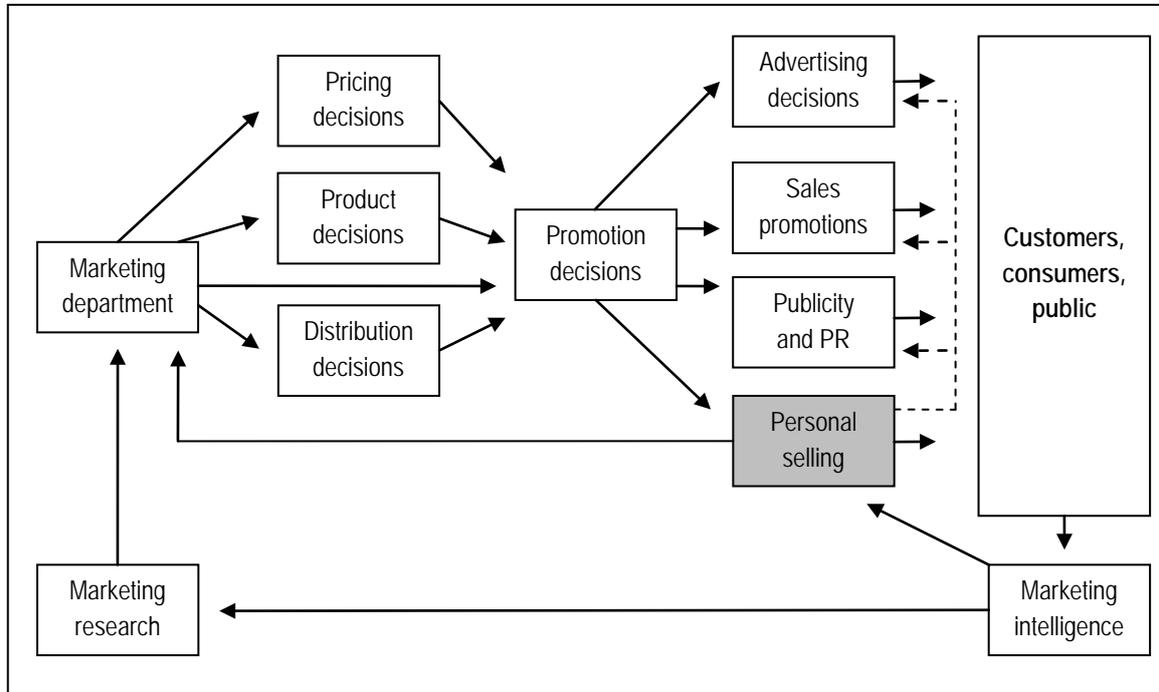 Pricing
decisions
Product
decisions
Marketing
department
Distribution
decisions
Promotion
decisions
Advertising
decisions
Sales
promotions
Publicity
and PR
Personal
selling
Customers,
consumers,
public
Marketing
research
Marketing
intelligence